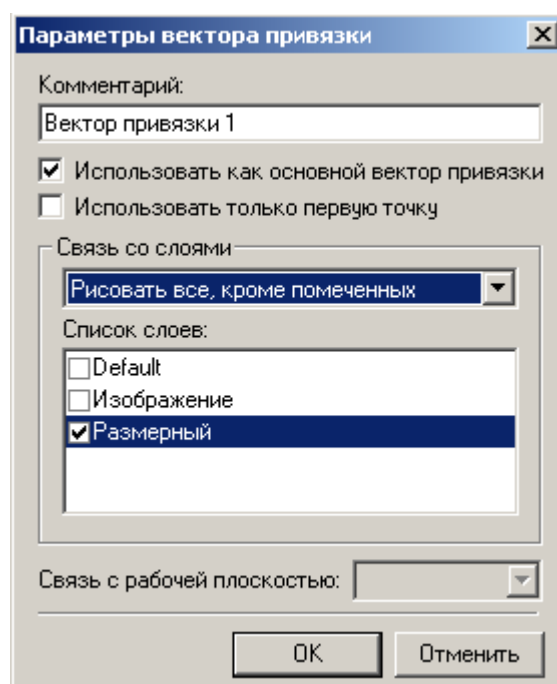 Параметры вектора привязки
Комментарий:
Вектор привязки 1
Использовать как основной вектор привязки
Использовать только первую точку
Связь со слоями
Рисовать все, кроме помеченных
Список слоев:
Default
Изображение
Размерный
Связь с рабочей плоскостью:
OK
Отменить